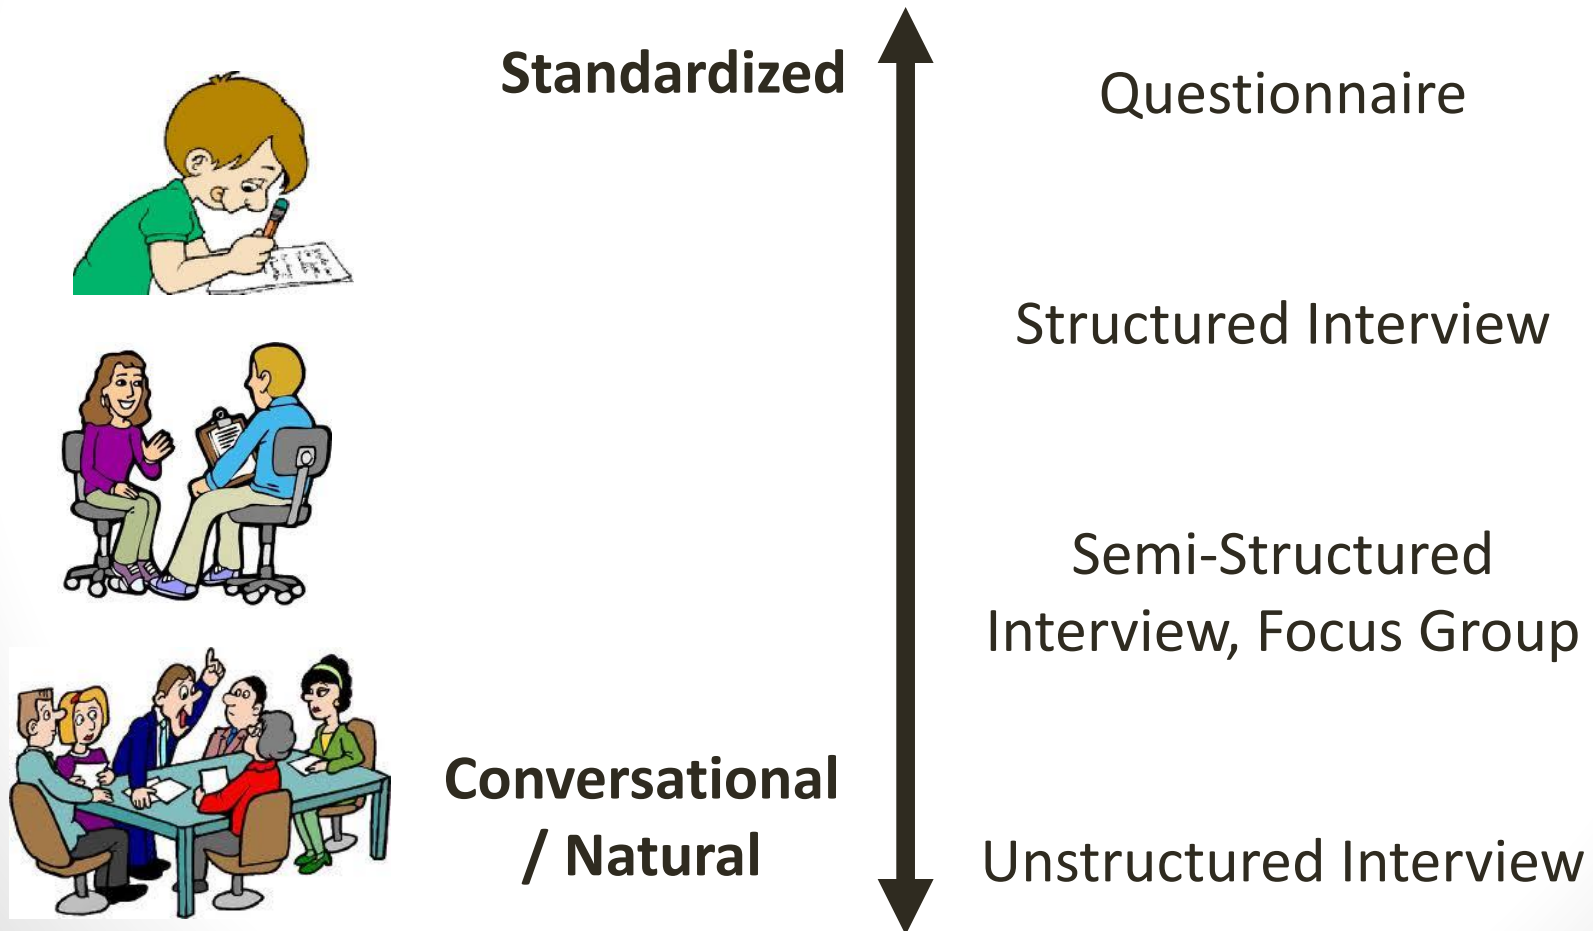 Standardized
Questionnaire
Structured Interview
Semi-Structured
Interview, Focus Group
Conversational
/ Natural
Unstructured Interview